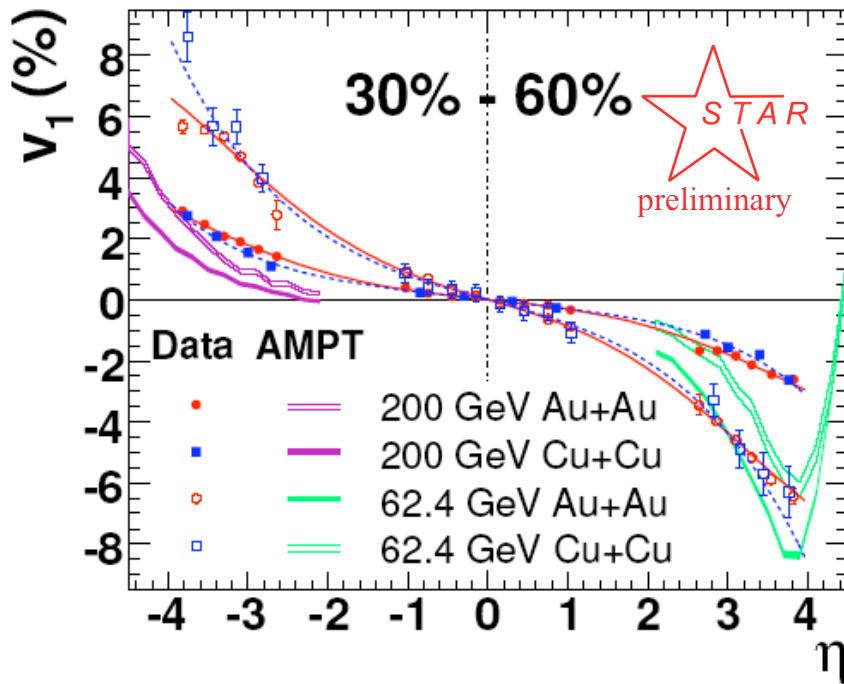 v1 (%)
8
6
4
2
0
-2
-4
-6
-8
30% - 60%
STAR
preliminary
Data AMPT
200 GeV Au+Au
200 GeV Cu+Cu
62.4 GeV Au+Au
62.4 GeV Cu+Cu
-4 -3 -2 -1 0 1 2 3 4
η